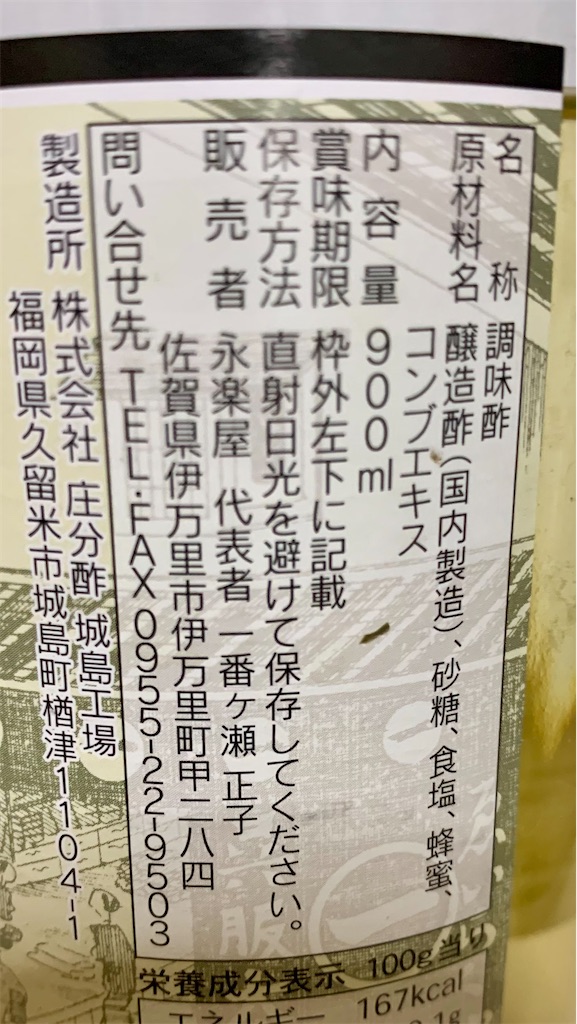 名称 調味酢
原材料名 醸造酢(国内製造)、砂糖、食塩、蜂蜜、
コンブエキス
内容量 900ml
賞味期限 枠外左下に記載
保存方法 直射日光を避けて保存してください。
販売者 永楽屋 代表者 一番ケ瀬 正子
佐賀県伊万里市伊万里町甲二八四
問い合せ先 TEL・FAX 0955-22-9503
製造所 株式会社 庄分酢 城島工場
福岡県久留米市城島町楢津1104-1
栄養成分表示 100g当り
エネルギー 167kcal